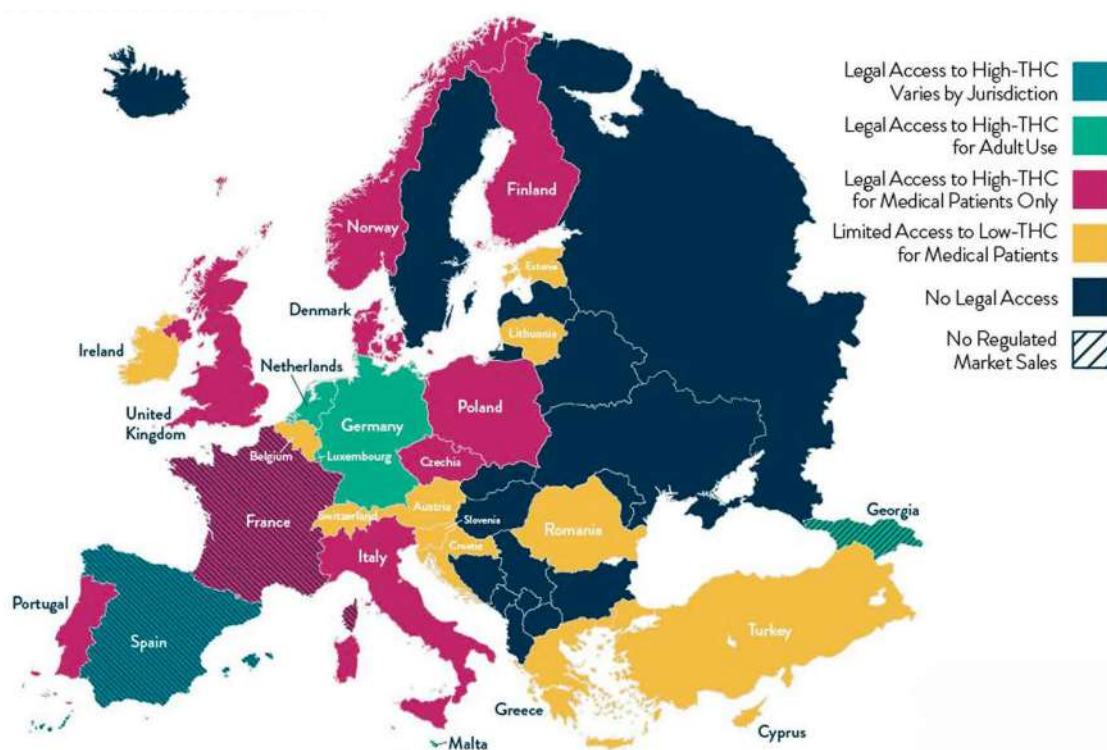 Legal Access to High-THC
Varies by Jurisdiction
Legal Access to High-THC
for Adult Use
Legal Access to High-THC
for Medical Patients Only
Limited Access to Low-THC
for Medical Patients
No Legal Access
No Regulated
Market Sales
Finland
Norway
Estonia
Denmark
Lithuania
Ireland
Netherlands
United
Kingdom
Poland
Germany
Belgium
Luxembourg
Czechia
France
Austria
Switzerland
Slovenia
Georgia
Romania
Croatia
Italy
Portugal
Spain
Turkey
Greece
Cyprus
Malta